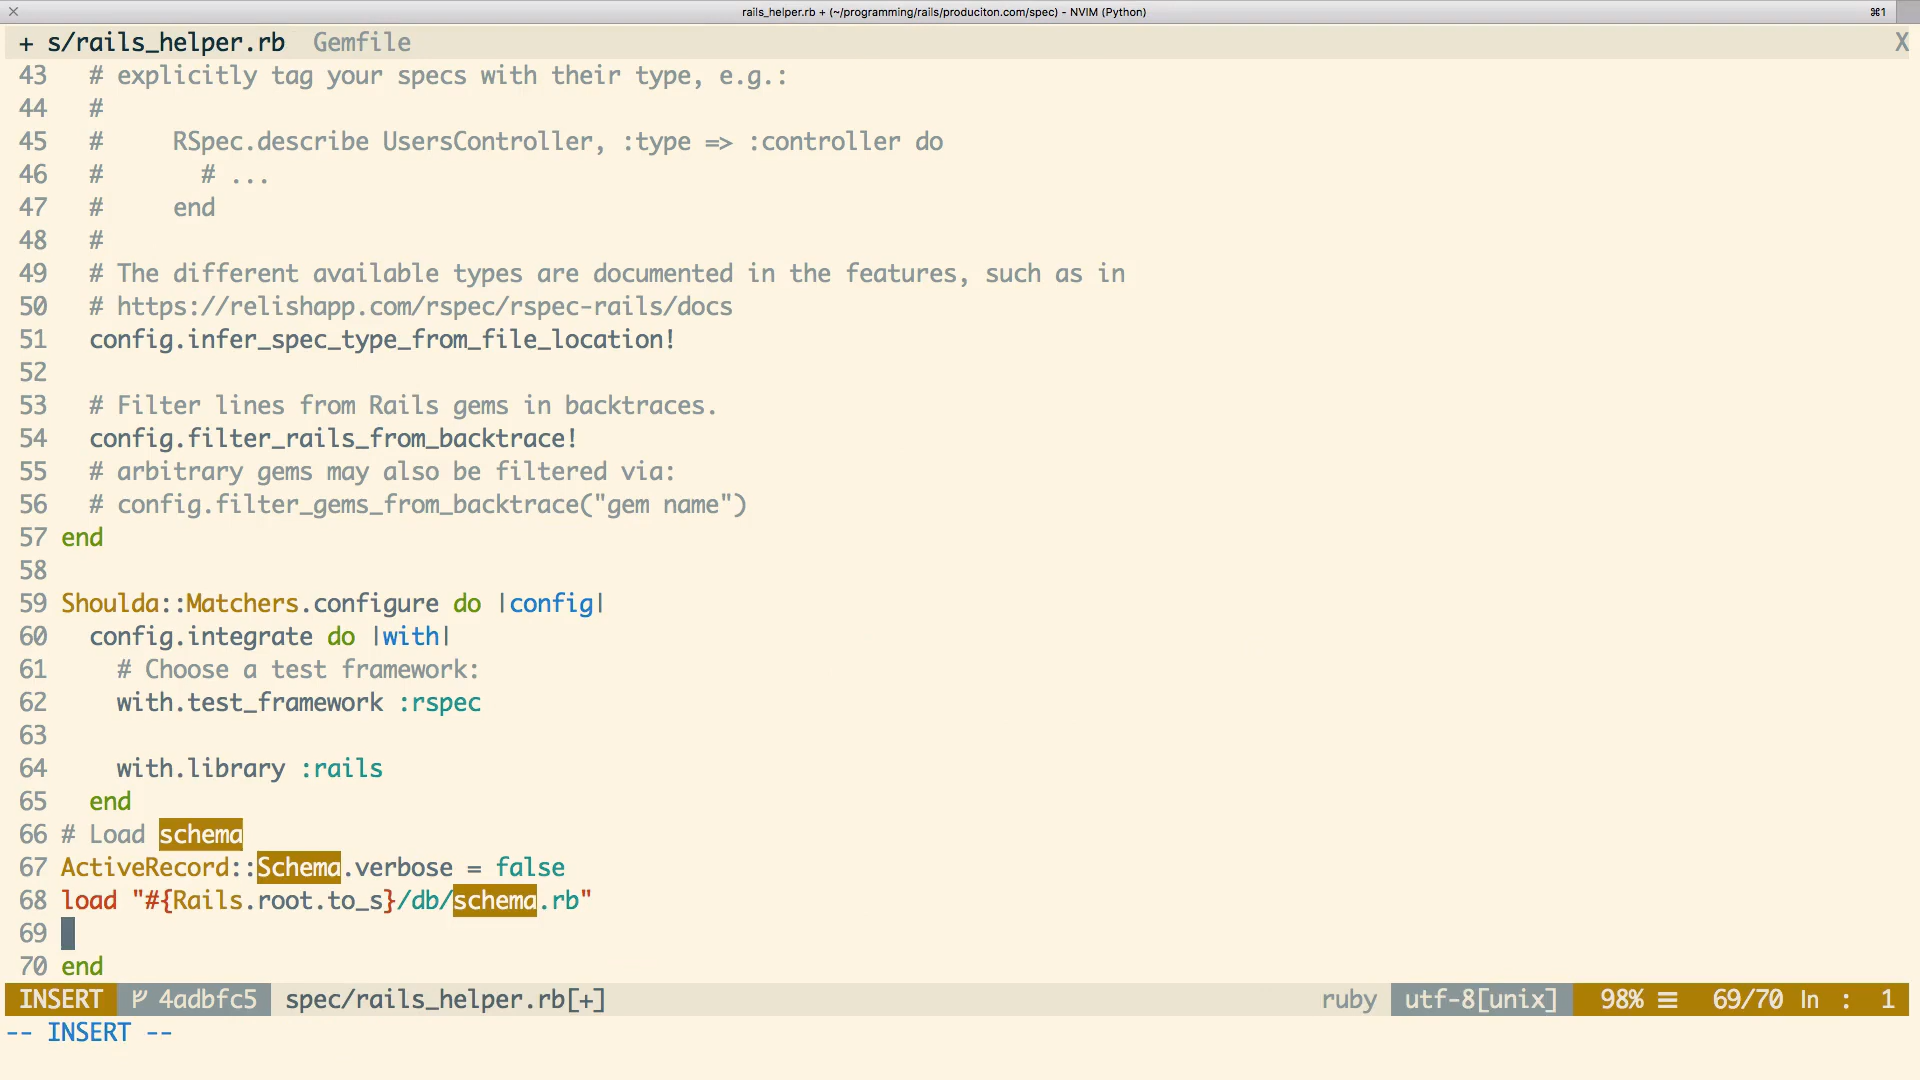 rails_helper.rb + (~/programming/rails/produciton.com/spec) - NVIM (Python)
⌘1
+ s/rails_helper.rb Gemfile X
43 # explicitly tag your specs with their type, e.g.:
44 #
45 # RSpec.describe UsersController, :type => :controller do
46 # # ...
47 # end
48 #
49 # The different available types are documented in the features, such as in
50 # https://relishapp.com/rspec/rspec-rails/docs
51 config.infer_spec_type_from_file_location!
52
53 # Filter lines from Rails gems in backtraces.
54 config.filter_rails_from_backtrace!
55 # arbitrary gems may also be filtered via:
56 # config.filter_gems_from_backtrace("gem name")
57 end
58
59 Shoulda::Matchers.configure do |config|
60 config.integrate do |with|
61 # Choose a test framework:
62 with.test_framework :rspec
63
64 with.library :rails
65 end
66 # Load schema
67 ActiveRecord::Schema.verbose = false
68 load "#{Rails.root.to_s}/db/schema.rb"
69
70 end
INSERT 4adbfc5 spec/rails_helper.rb[+] ruby utf-8[unix] 98% ☰ 69/70 ln : 1
-- INSERT --